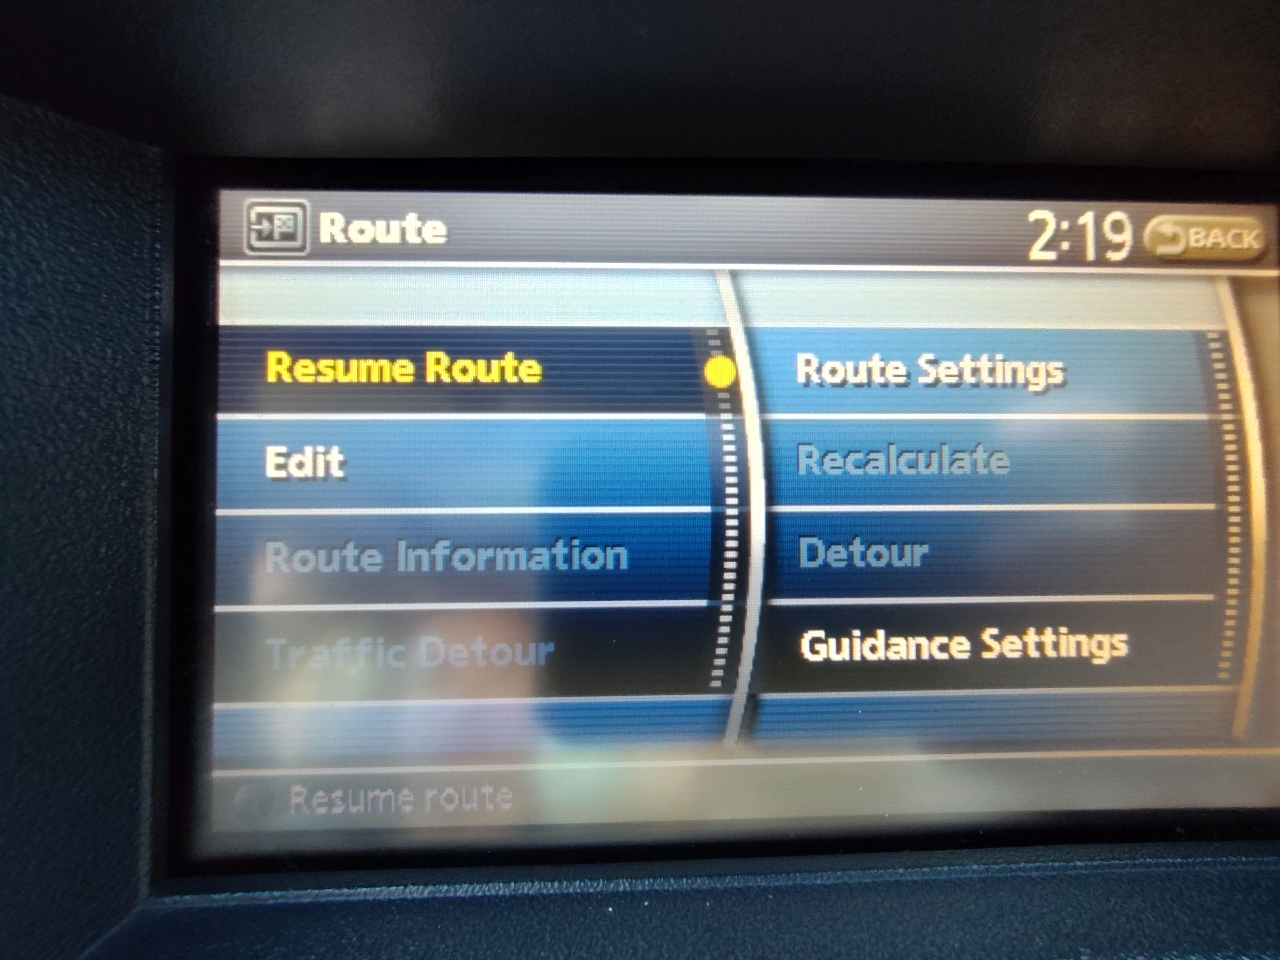 Route
2:19
BACK
Resume Route
Route Settings
Edit
Recalculate
Route Information
Detour
Traffic Detour
Guidance Settings
Resume route